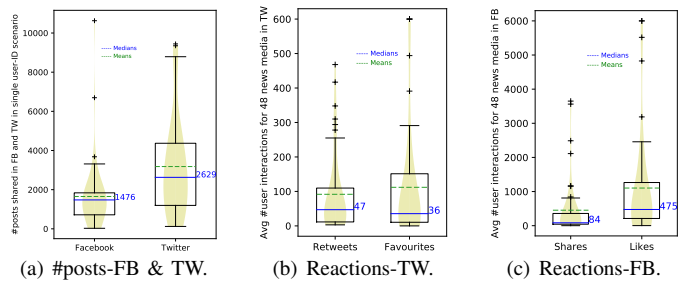 #posts shared in FB and TW in single user-ID scenario
10000
8000
6000
4000
2000
0
Medians
Means
1476
2629
Facebook
Twitter
(a) #posts-FB & TW.
Avg #user interactions for 48 news media in TW
600
500
400
300
200
100
0
Medians
Means
47
36
Retweets
Favourites
(b) Reactions-TW.
Avg #user interactions for 48 news media in FB
6000
5000
4000
3000
2000
1000
0
Medians
Means
84
475
Shares
Likes
(c) Reactions-FB.